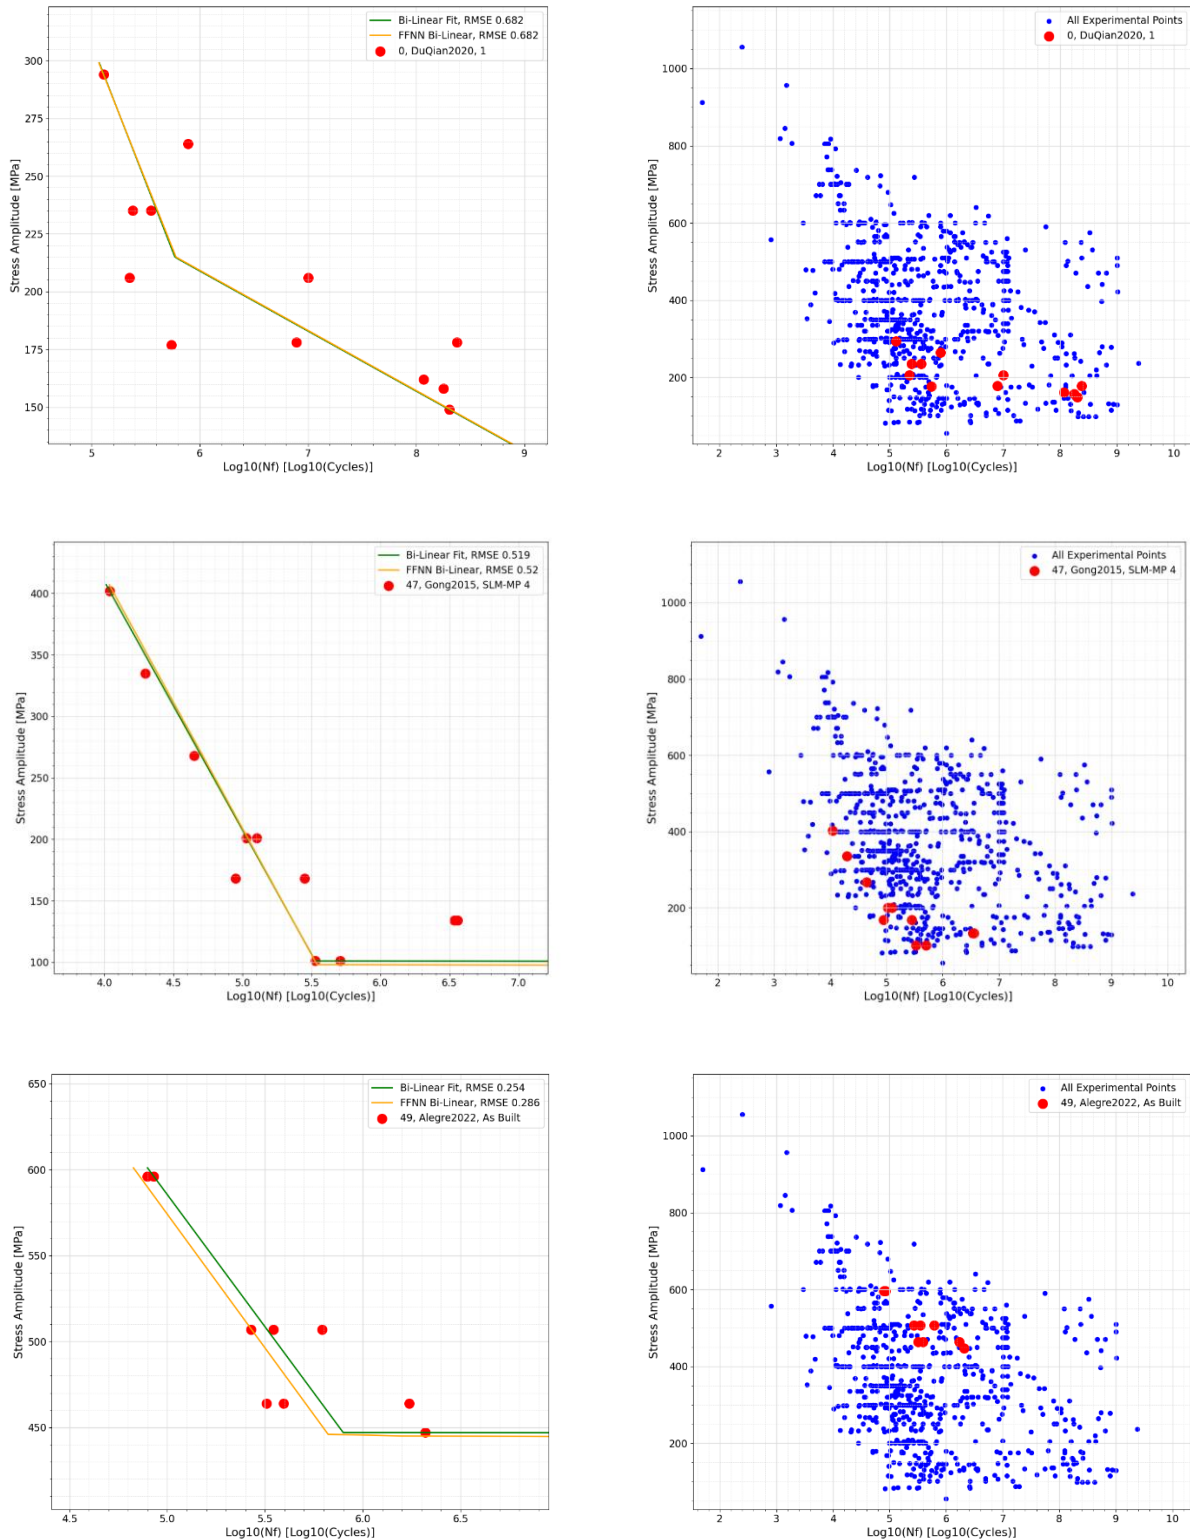 Bi-Linear Fit, RMSE 0.682
FFNN Bi-Linear, RMSE 0.682
0, DuQian2020, 1
300
275
250
225
200
175
150
Stress Amplitude [MPa]
5 6 7 8 9
Log10(Nf) [Log10(Cycles)]
All Experimental Points
0, DuQian2020, 1
1000
800
600
400
200
Stress Amplitude [MPa]
2 3 4 5 6 7 8 9 10
Log10(Nf) [Log10(Cycles)]
Bi-Linear Fit, RMSE 0.519
FFNN Bi-Linear, RMSE 0.52
47, Gong2015, SLM-MP 4
400
350
300
250
200
150
100
Stress Amplitude [MPa]
4.0 4.5 5.0 5.5 6.0 6.5 7.0
Log10(Nf) [Log10(Cycles)]
All Experimental Points
47, Gong2015, SLM-MP 4
1000
800
600
400
200
Stress Amplitude [MPa]
2 3 4 5 6 7 8 9 10
Log10(Nf) [Log10(Cycles)]
Bi-Linear Fit, RMSE 0.254
FFNN Bi-Linear, RMSE 0.286
49, Alegre2022, As Built
650
600
550
500
450
Stress Amplitude [MPa]
4.5 5.0 5.5 6.0 6.5
Log10(Nf) [Log10(Cycles)]
All Experimental Points
49, Alegre2022, As Built
1000
800
600
400
200
Stress Amplitude [MPa]
2 3 4 5 6 7 8 9 10
Log10(Nf) [Log10(Cycles)]